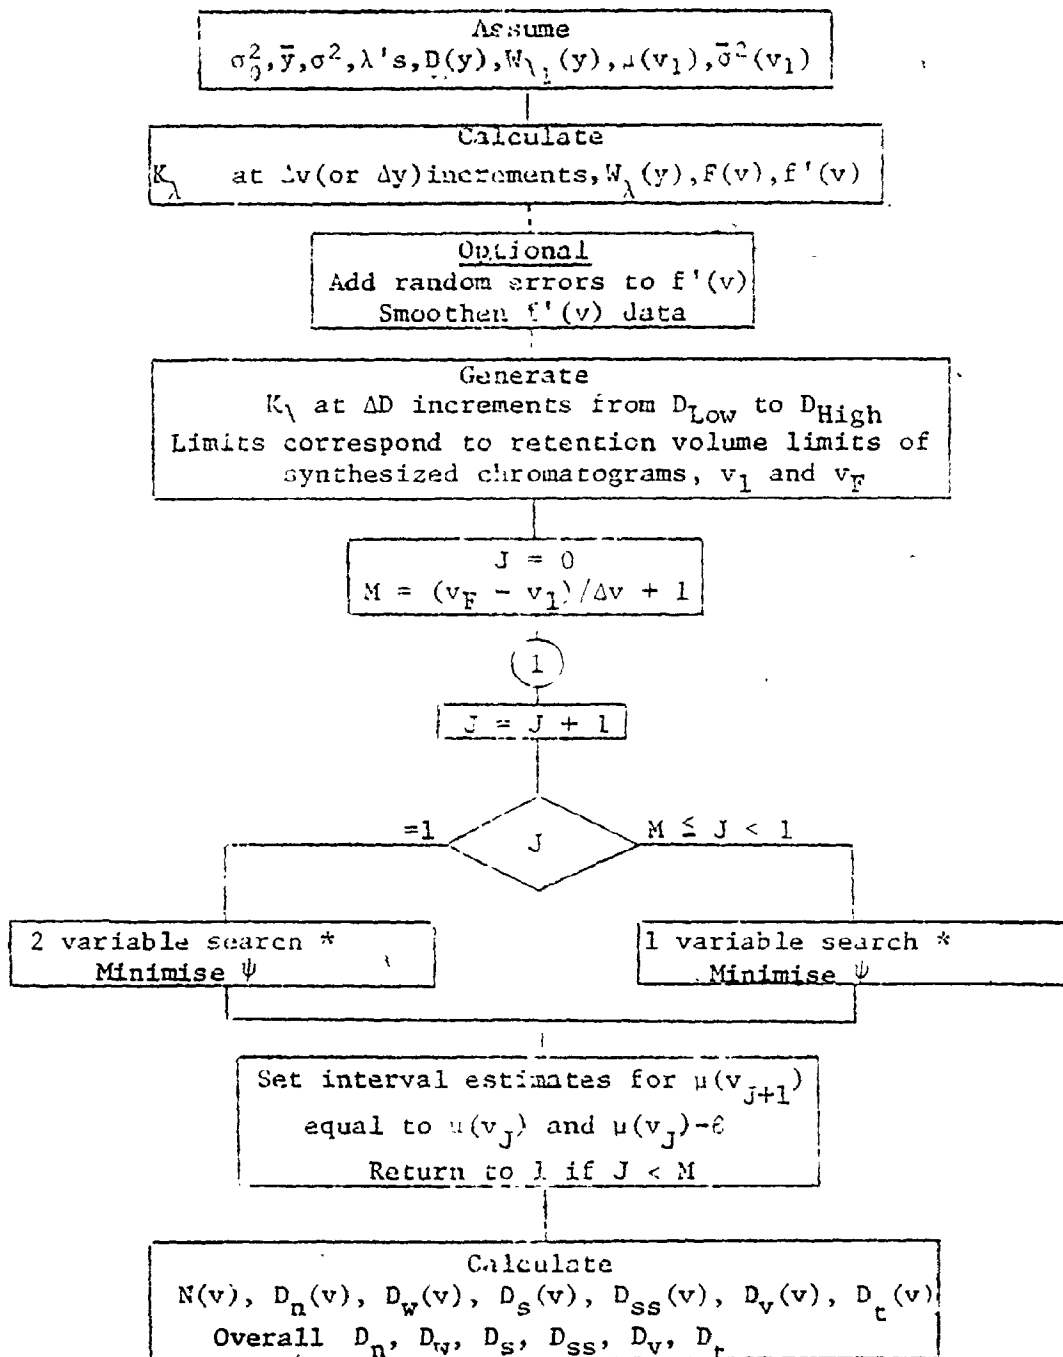 Assume
σ₀², ȳ, σ², λ's, D(y), W_λ₁(y), μ(v₁), σ̄²(v₁)
Calculate
K_λ at Δv(or Δy)increments, W_λ(y), F(v), f'(v)
Optional
Add random errors to f'(v)
Smoothen f'(v) data
Generate
K_λ at ΔD increments from D_Low to D_High
Limits correspond to retention volume limits of
synthesized chromatograms, v₁ and v_F
J = 0
M = (v_F - v₁)/Δv + 1
1
J = J + 1
=1
J
M ≤ J < 1
2 variable search *
Minimise ψ
1 variable search *
Minimise ψ
Set interval estimates for μ(v_J+1)
equal to μ(v_J) and μ(v_J)-ê
Return to 1 if J < M
Calculate
N(v), D_n(v), D_w(v), D_s(v), D_ss(v), D_v(v), D_t(v)
Overall D_n, D_w, D_s, D_ss, D_v, D_t